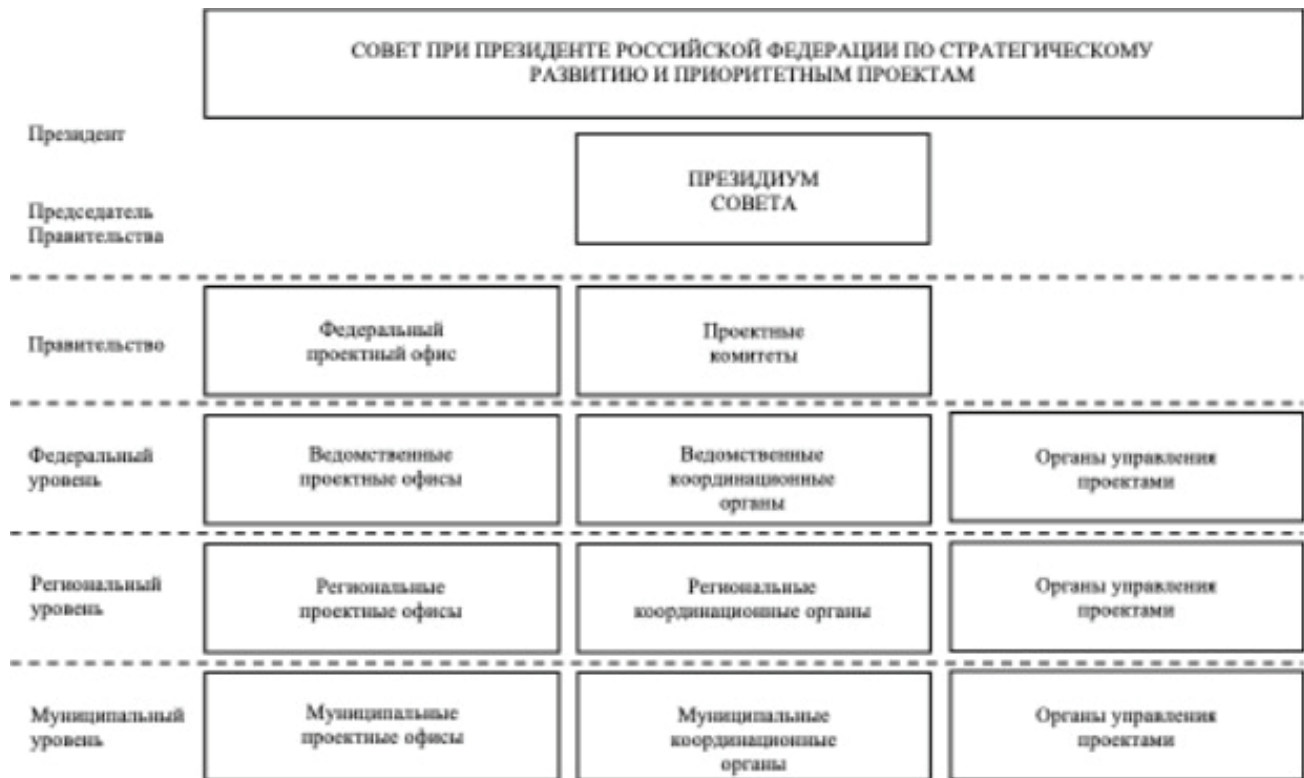 СОВЕТ ПРИ ПРЕЗИДЕНТЕ РОССИЙСКОЙ ФЕДЕРАЦИИ ПО СТРАТЕГИЧЕСКОМУ
РАЗВИТИЮ И ПРИОРИТЕТНЫМ ПРОЕКТАМ
Президент
ПРЕЗИДИУМ
СОВЕТА
Председатель
Правительства
Правительство
Федеральный
проектный офис
Проектные
комитеты
Федеральный
уровень
Ведомственные
проектные офисы
Ведомственные
координационные
органы
Органы управления
проектами
Региональный
уровень
Региональные
проектные офисы
Региональные
координационные органы
Органы управления
проектами
Муниципальный
уровень
Муниципальные
проектные офисы
Муниципальные
координационные
органы
Органы управления
проектами